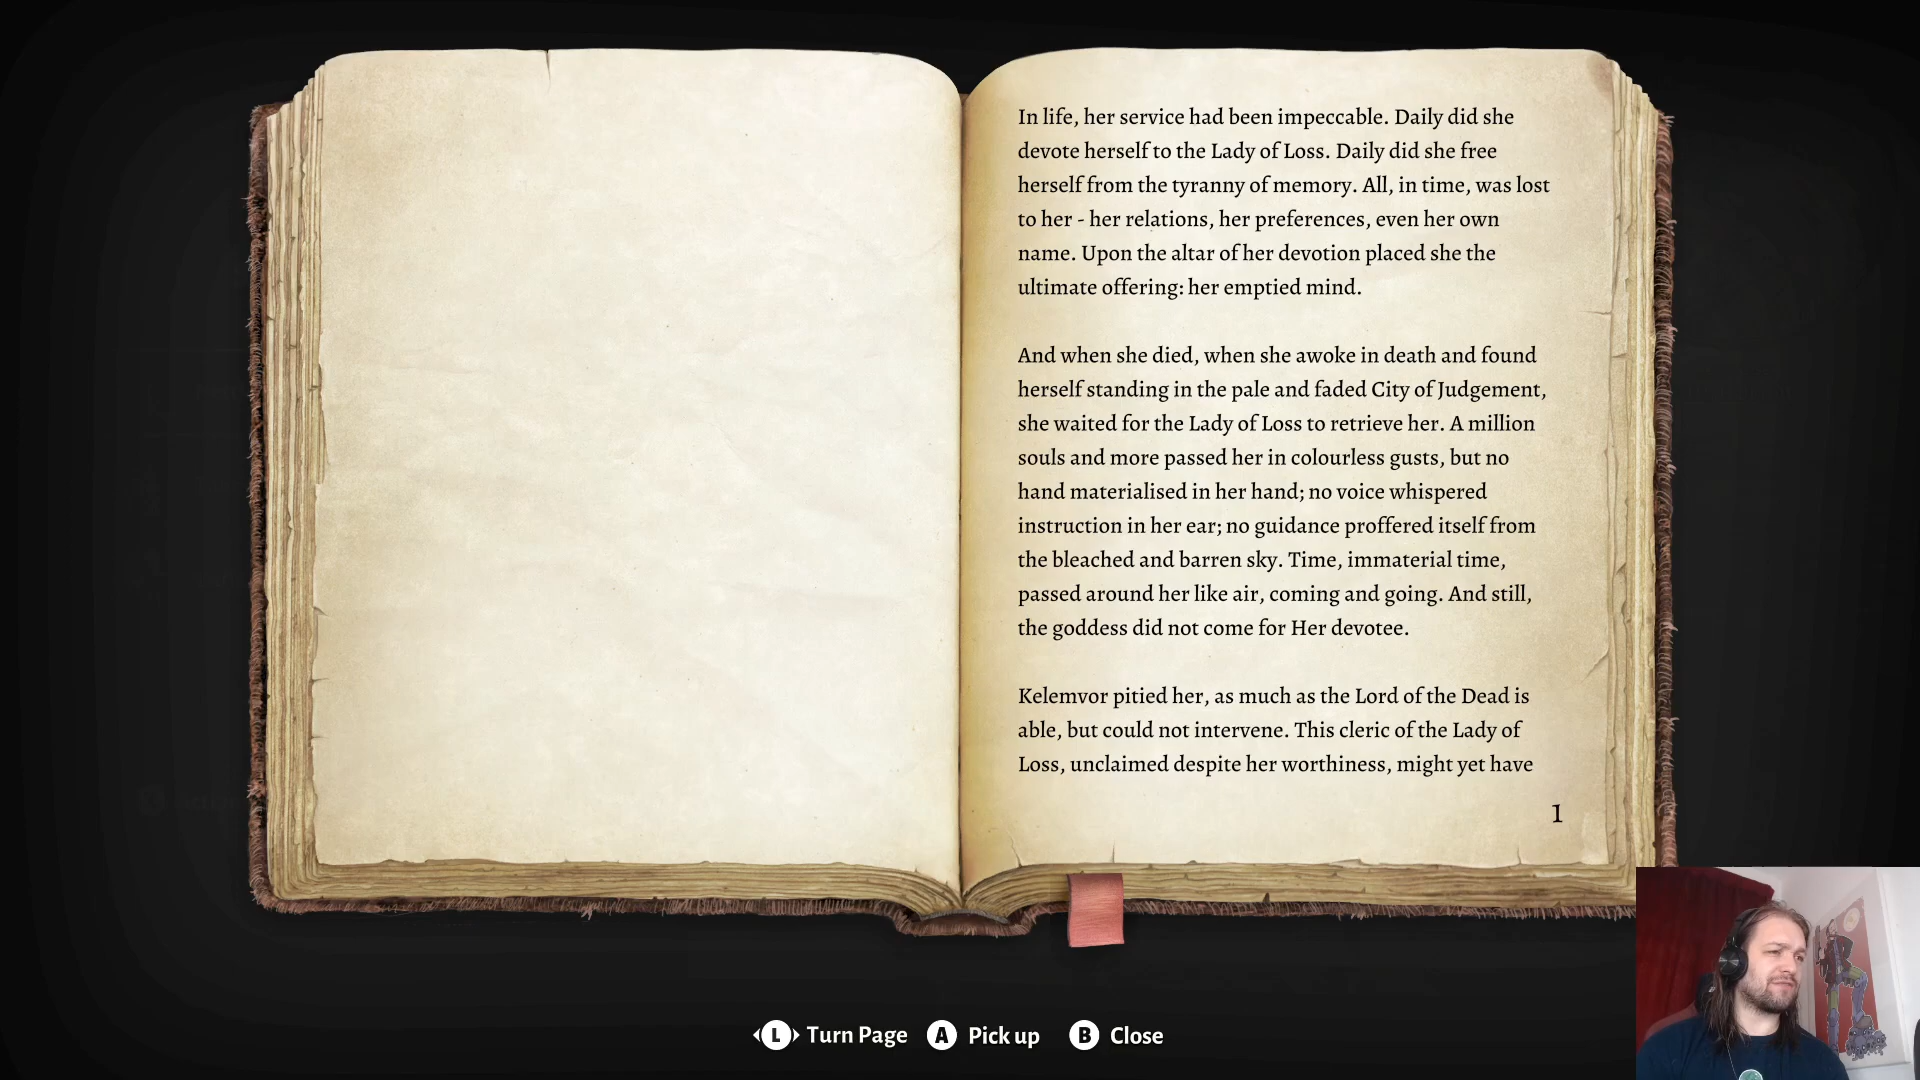 In life, her service had been impeccable. Daily did she
devote herself to the Lady of Loss. Daily did she free
herself from the tyranny of memory. All, in time, was lost
to her - her relations, her preferences, even her own
name. Upon the altar of her devotion placed she the
ultimate offering: her emptied mind.
And when she died, when she awoke in death and found
herself standing in the pale and faded City of Judgement,
she waited for the Lady of Loss to retrieve her. A million
souls and more passed her in colourless gusts, but no
hand materialised in her hand; no voice whispered
instruction in her ear; no guidance proffered itself from
the bleached and barren sky. Time, immaterial time,
passed around her like air, coming and going. And still,
the goddess did not come for Her devotee.
Kelemvor pitied her, as much as the Lord of the Dead is
able, but could not intervene. This cleric of the Lady of
Loss, unclaimed despite her worthiness, might yet have
1
L Turn Page A Pick up B Close